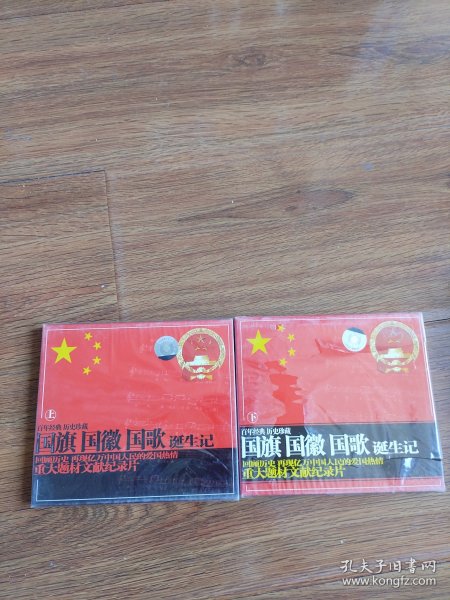 上
百年经典 历史珍藏
国旗 国徽 国歌 诞生记
回顾历史 再现亿万中国人民的爱国热情
重大题材文献纪录片
下
百年经典 历史珍藏
国旗 国徽 国歌 诞生记
回顾历史 再现亿万中国人民的爱国热情
重大题材文献纪录片
孔夫子旧书网
www.kongfz.com